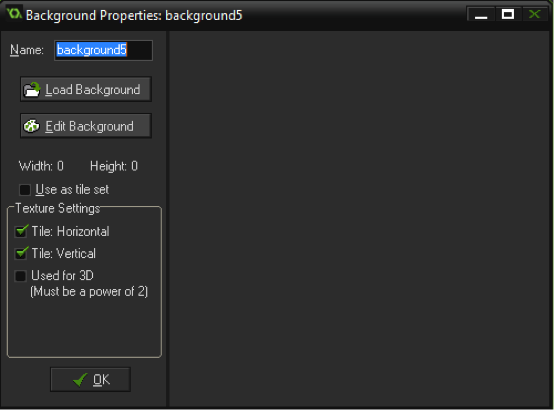 Background Properties: background5
Name: background5
Load Background
Edit Background
Width: 0 Height: 0
Use as tile set
Texture Settings
Tile: Horizontal
Tile: Vertical
Used for 3D
(Must be a power of 2)
OK